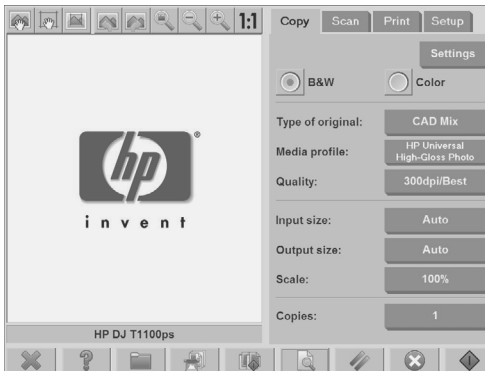 1:1
Copy
Scan
Print
Setup
Settings
B&W
Color
Type of original:
CAD Mix
Media profile:
HP Universal
High-Gloss Photo
Quality:
300dpi/Best
Input size:
Auto
Output size:
Auto
Scale:
100%
Copies:
1
hp
®
invent
HP DJ T1100ps
?